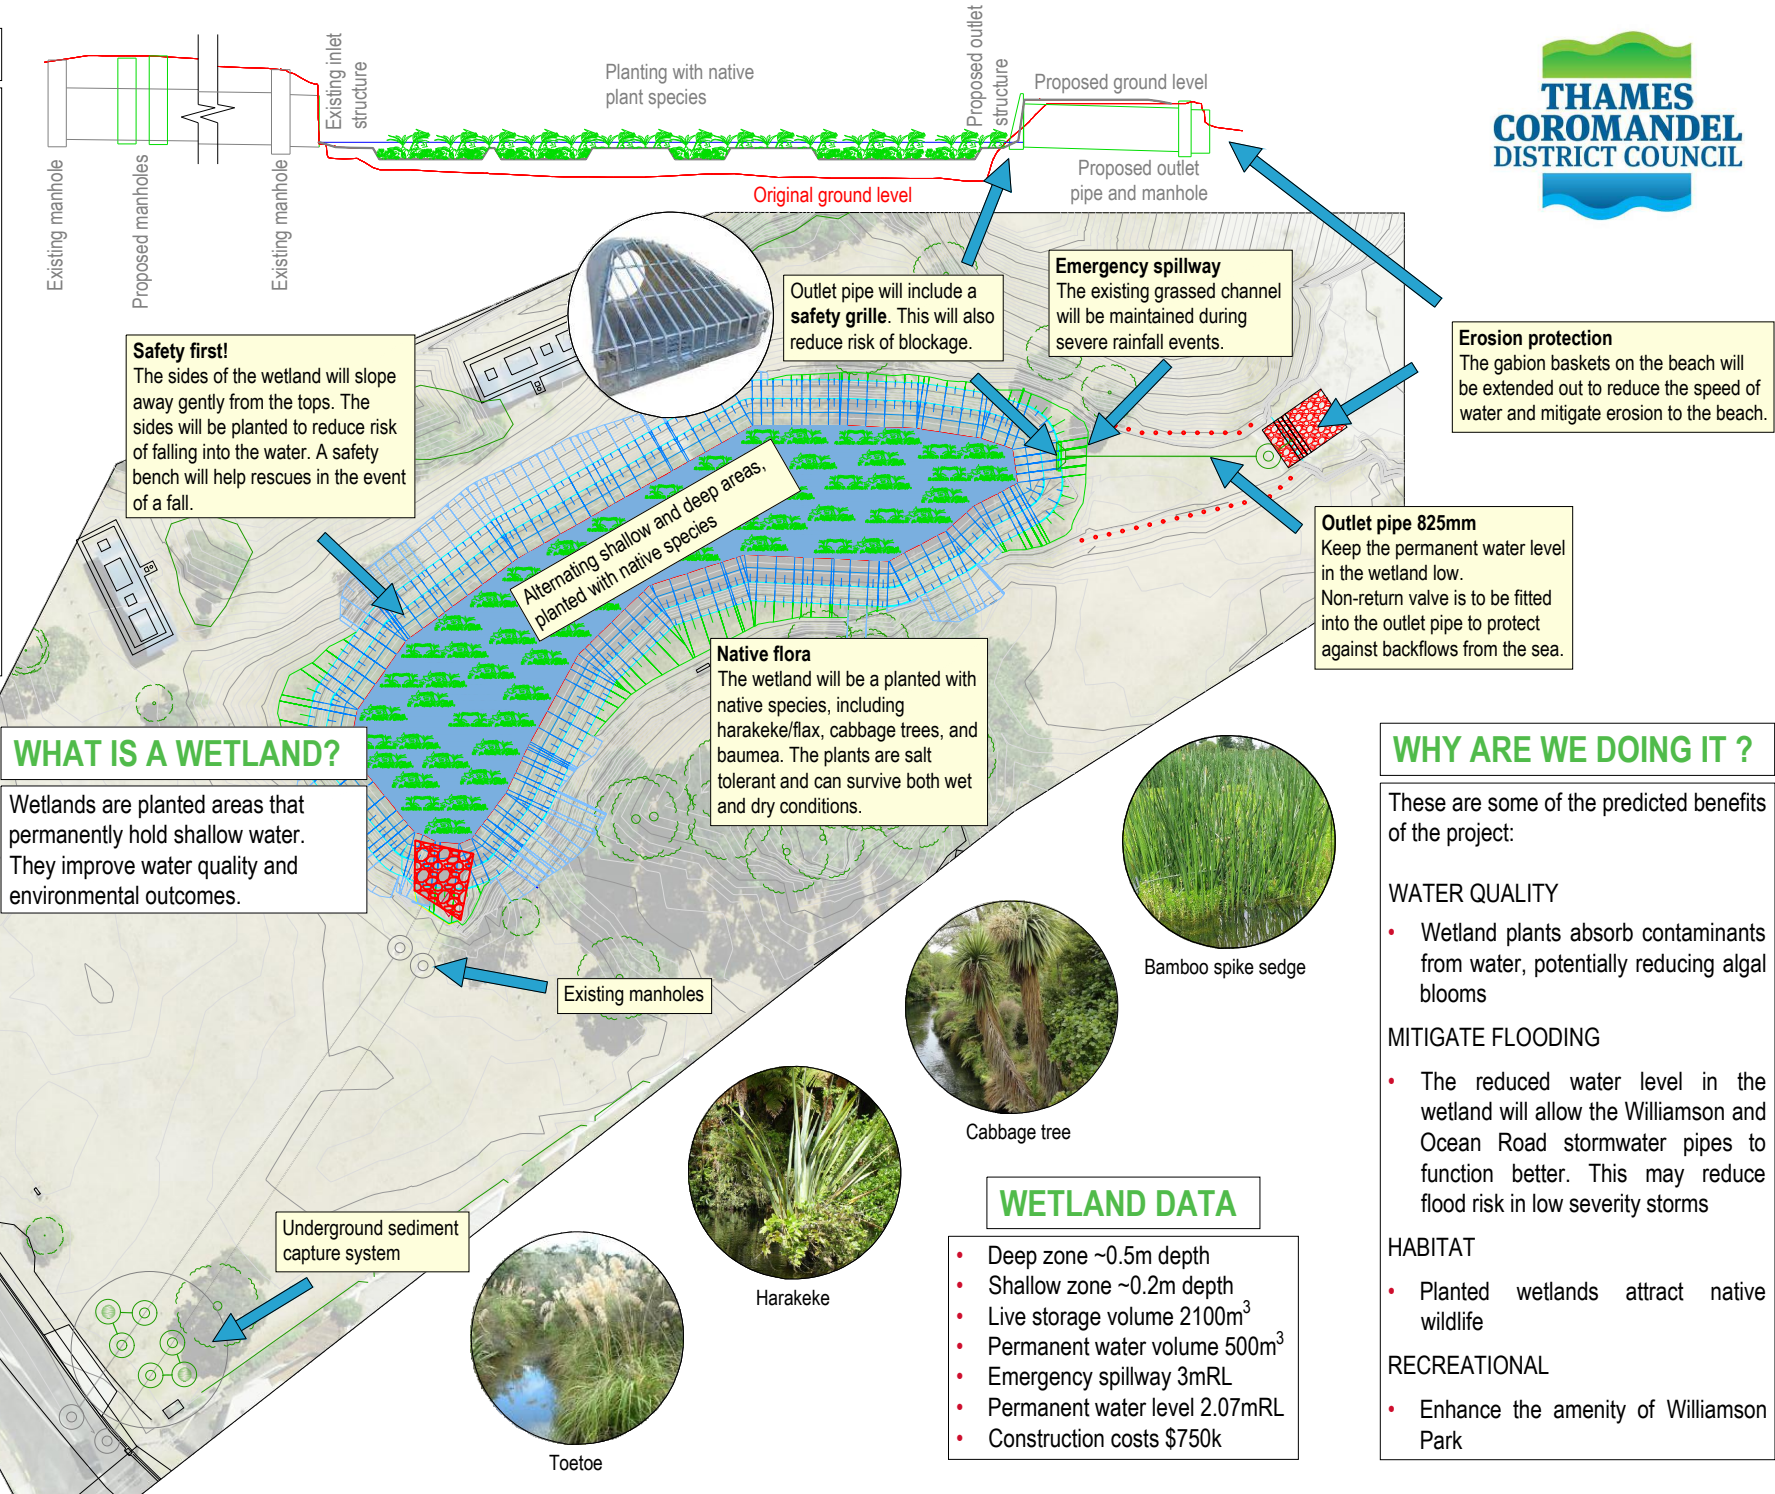 Existing manhole
Proposed manholes
Existing manhole
Existing inlet
structure
Planting with native
plant species
Proposed outlet
structure
Proposed ground level
Proposed outlet
pipe and manhole
Original ground level
THAMES
COROMANDEL
DISTRICT COUNCIL
Safety first!
The sides of the wetland will slope
away gently from the tops. The
sides will be planted to reduce risk
of falling into the water. A safety
bench will help rescues in the event
of a fall.
Outlet pipe will include a
safety grille. This will also
reduce risk of blockage.
Emergency spillway
The existing grassed channel
will be maintained during
severe rainfall events.
Erosion protection
The gabion baskets on the beach will
be extended out to reduce the speed of
water and mitigate erosion to the beach.
Alternating shallow and deep areas,
planted with native species
Outlet pipe 825mm
Keep the permanent water level
in the wetland low.
Non-return valve is to be fitted
into the outlet pipe to protect
against backflows from the sea.
Native flora
The wetland will be a planted with
native species, including
harakeke/flax, cabbage trees, and
baumea. The plants are salt
tolerant and can survive both wet
and dry conditions.
WHAT IS A WETLAND?
Wetlands are planted areas that
permanently hold shallow water.
They improve water quality and
environmental outcomes.
Existing manholes
Underground sediment
capture system
Toetoe
Harakeke
Cabbage tree
Bamboo spike sedge
WETLAND DATA
• Deep zone ~0.5m depth
• Shallow zone ~0.2m depth
• Live storage volume 2100m³
• Permanent water volume 500m³
• Emergency spillway 3mRL
• Permanent water level 2.07mRL
• Construction costs $750k
WHY ARE WE DOING IT ?
These are some of the predicted benefits
of the project:
WATER QUALITY
• Wetland plants absorb contaminants
from water, potentially reducing algal
blooms
MITIGATE FLOODING
• The reduced water level in the
wetland will allow the Williamson and
Ocean Road stormwater pipes to
function better. This may reduce
flood risk in low severity storms
HABITAT
• Planted wetlands attract native
wildlife
RECREATIONAL
• Enhance the amenity of Williamson
Park